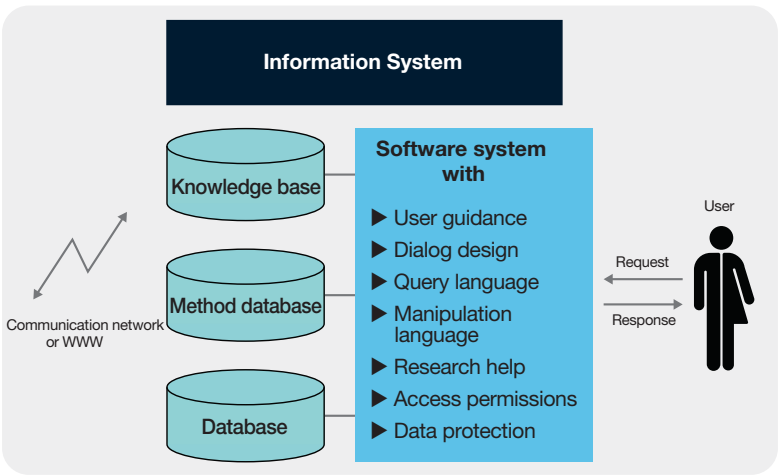 Information System
Knowledge base
Method database
Database
Software system
with
▶ User guidance
▶ Dialog design
▶ Query language
▶ Manipulation
language
▶ Research help
▶ Access permissions
▶ Data protection
Communication network
or WWW
User
Request
Response